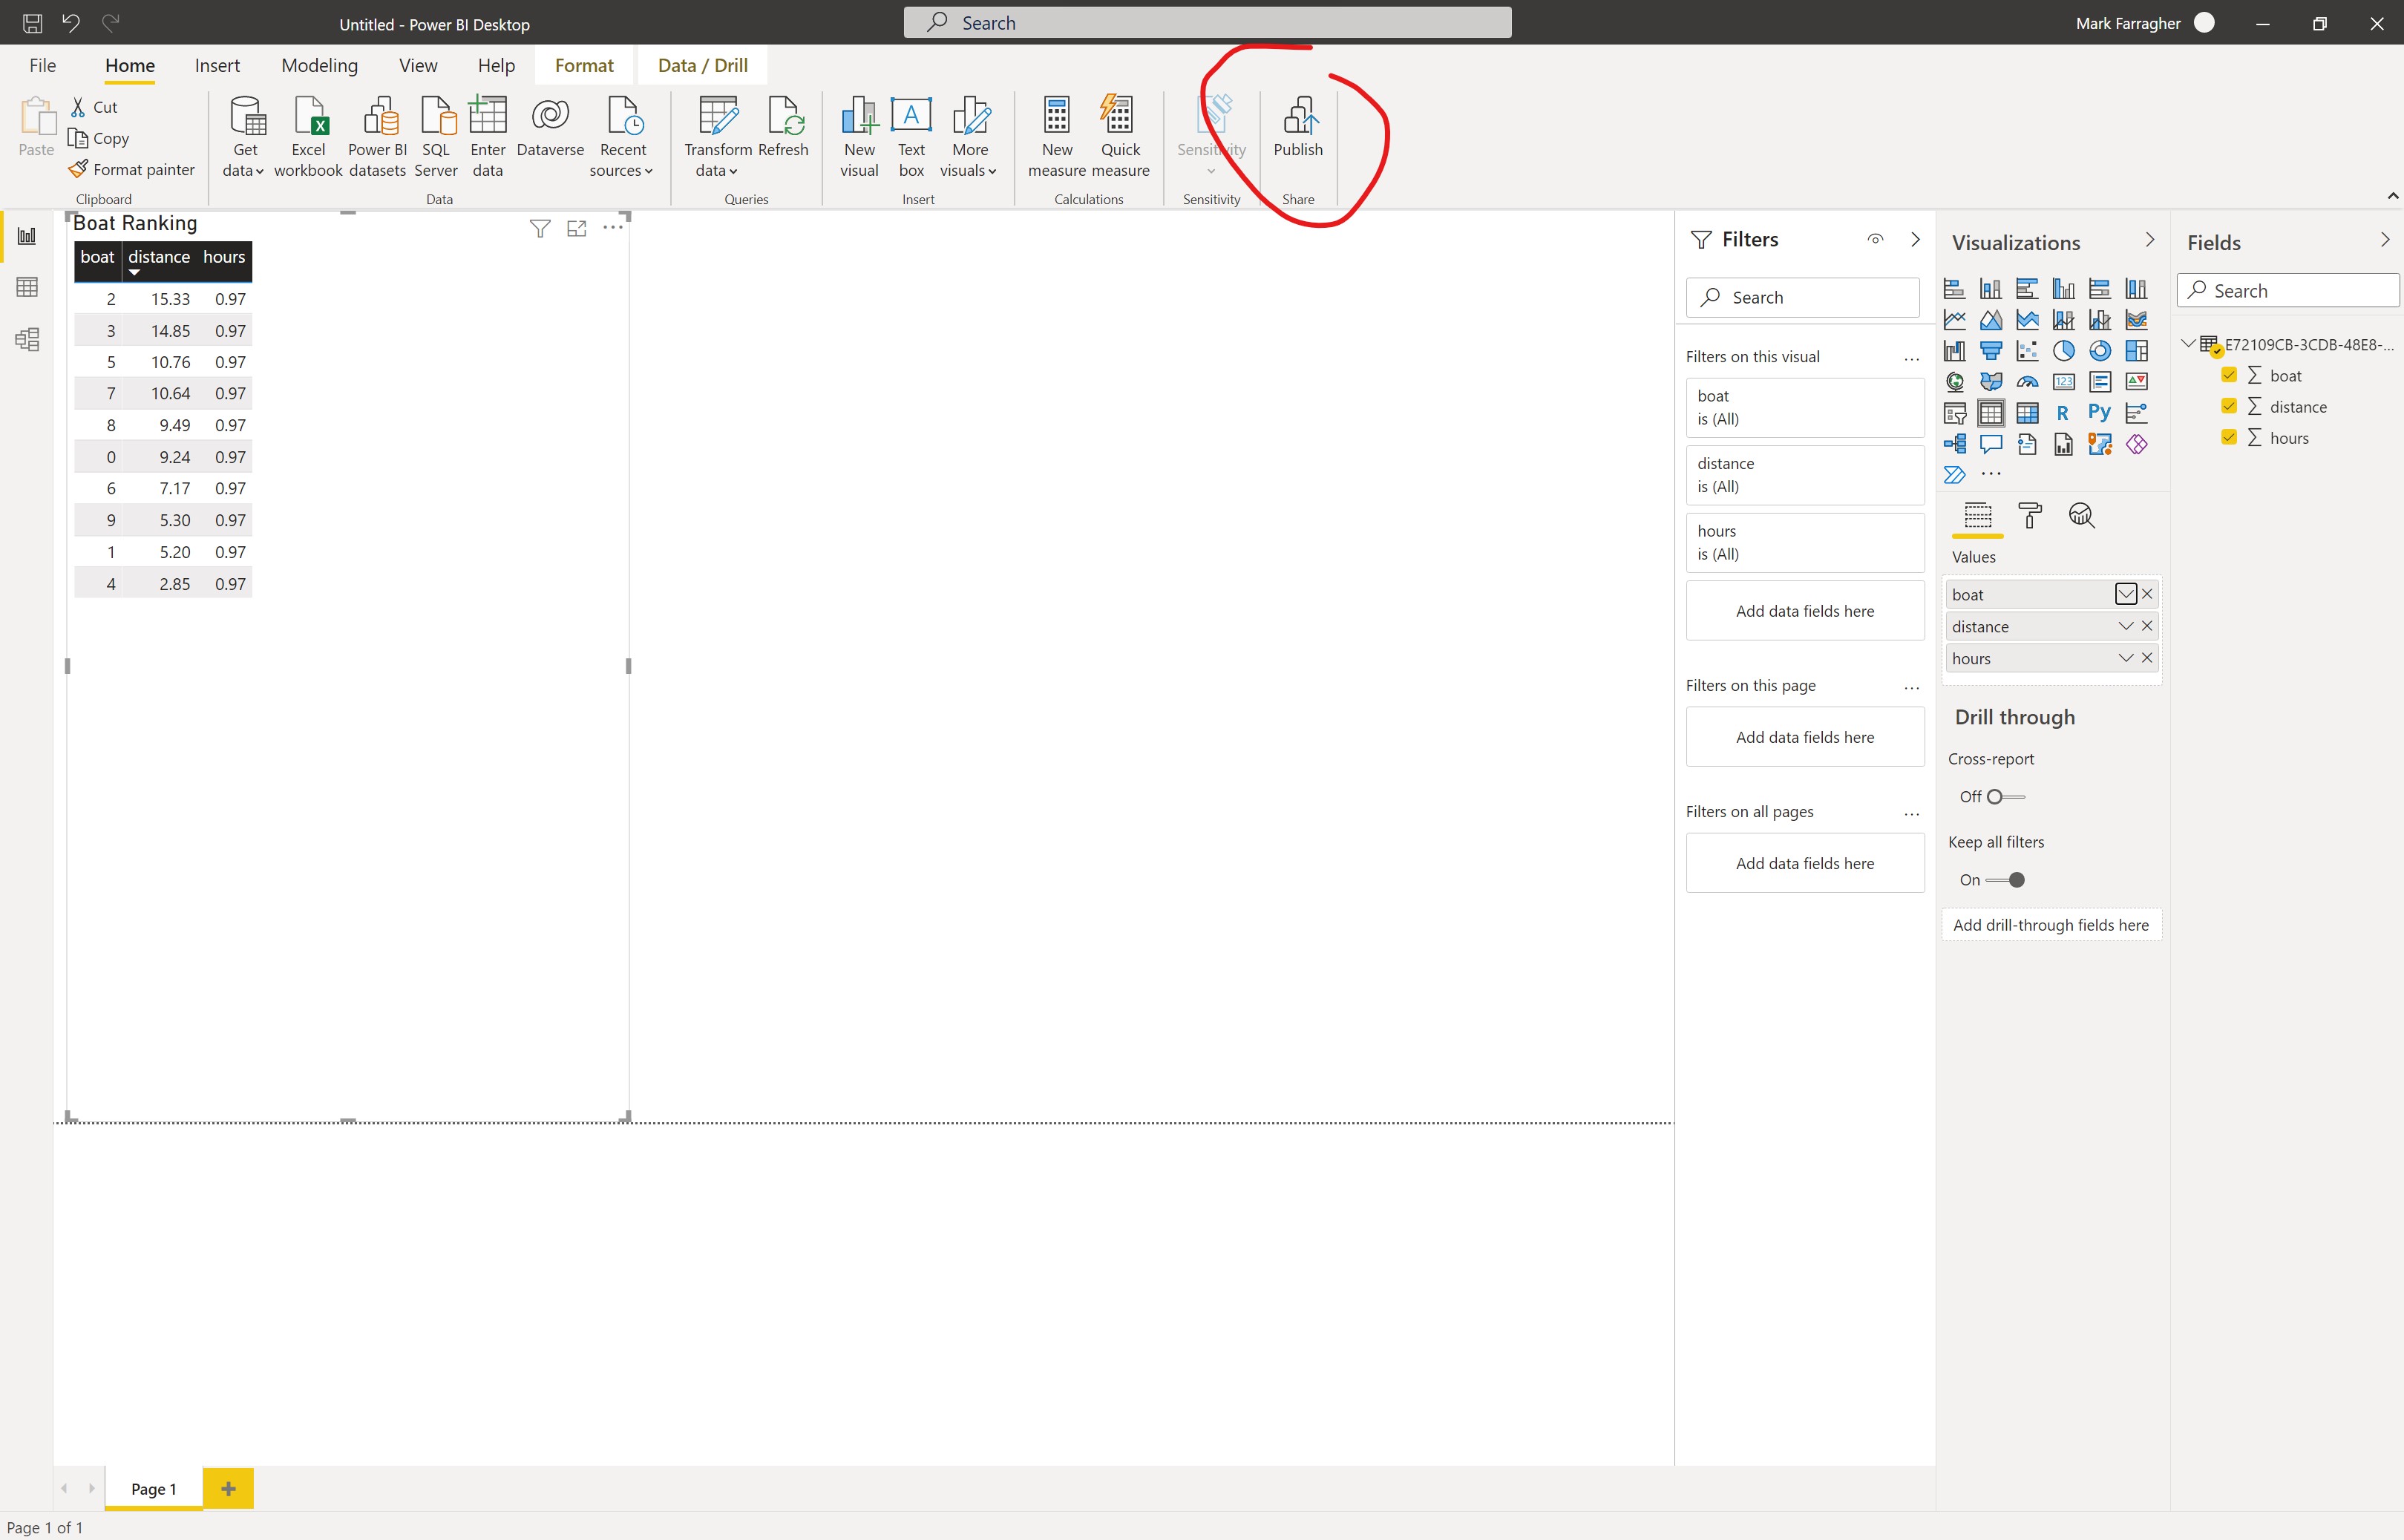 Untitled - Power BI Desktop
Search
Mark Farragher
File Home Insert Modeling View Help Format Data / Drill
Paste
Cut
Copy
Format painter
Clipboard
Get data
Excel workbook
Power BI datasets
SQL Server
Enter data
Dataverse
Recent sources
Data
Transform data
Refresh
Queries
New visual
Text box
More visuals
Insert
New measure
Quick measure
Calculations
Sensitivity
Sensitivity
Publish
Share
Boat Ranking
boat distance hours
2 15.33 0.97
3 14.85 0.97
5 10.76 0.97
7 10.64 0.97
8 9.49 0.97
0 9.24 0.97
6 7.17 0.97
9 5.30 0.97
1 5.20 0.97
4 2.85 0.97
Filters
Search
Filters on this visual
boat
is (All)
distance
is (All)
hours
is (All)
Add data fields here
Filters on this page
Add data fields here
Filters on all pages
Add data fields here
Visualizations
123
R Py
Values
boat
distance
hours
Drill through
Cross-report
Off
Keep all filters
On
Add drill-through fields here
Fields
Search
E72109CB-3CDB-48E8-...
boat
distance
hours
Page 1
Page 1 of 1